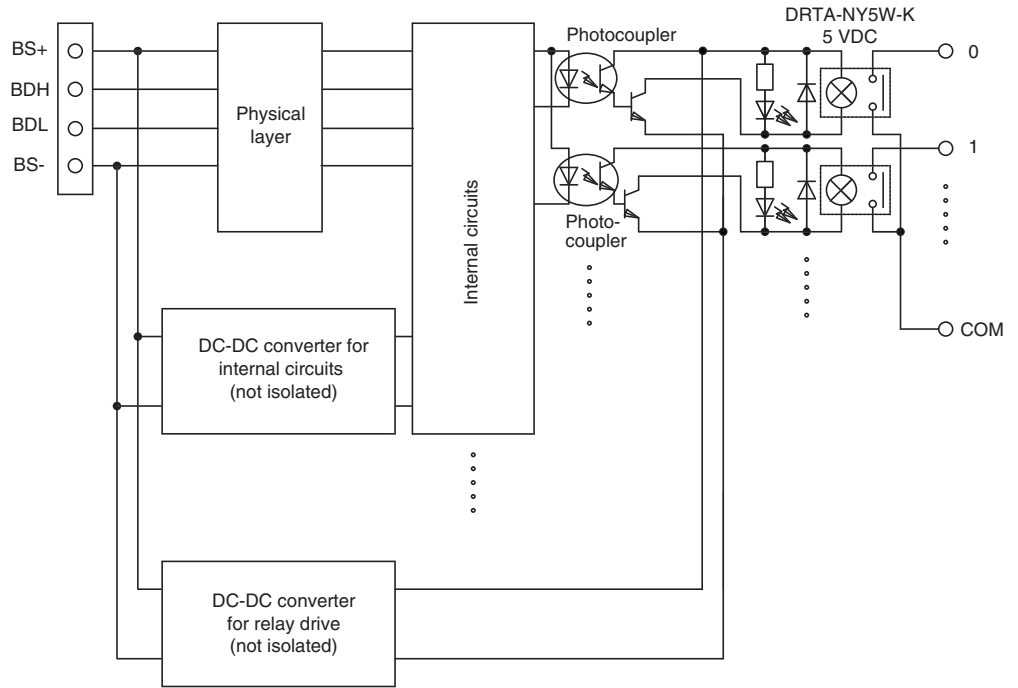 DRTA-NY5W-K
5 VDC
Photocoupler
BS+
BDH
BDL
BS-
Physical
layer
Internal circuits
0
1
Photo-
coupler
COM
DC-DC converter for
internal circuits
(not isolated)
DC-DC converter
for relay drive
(not isolated)